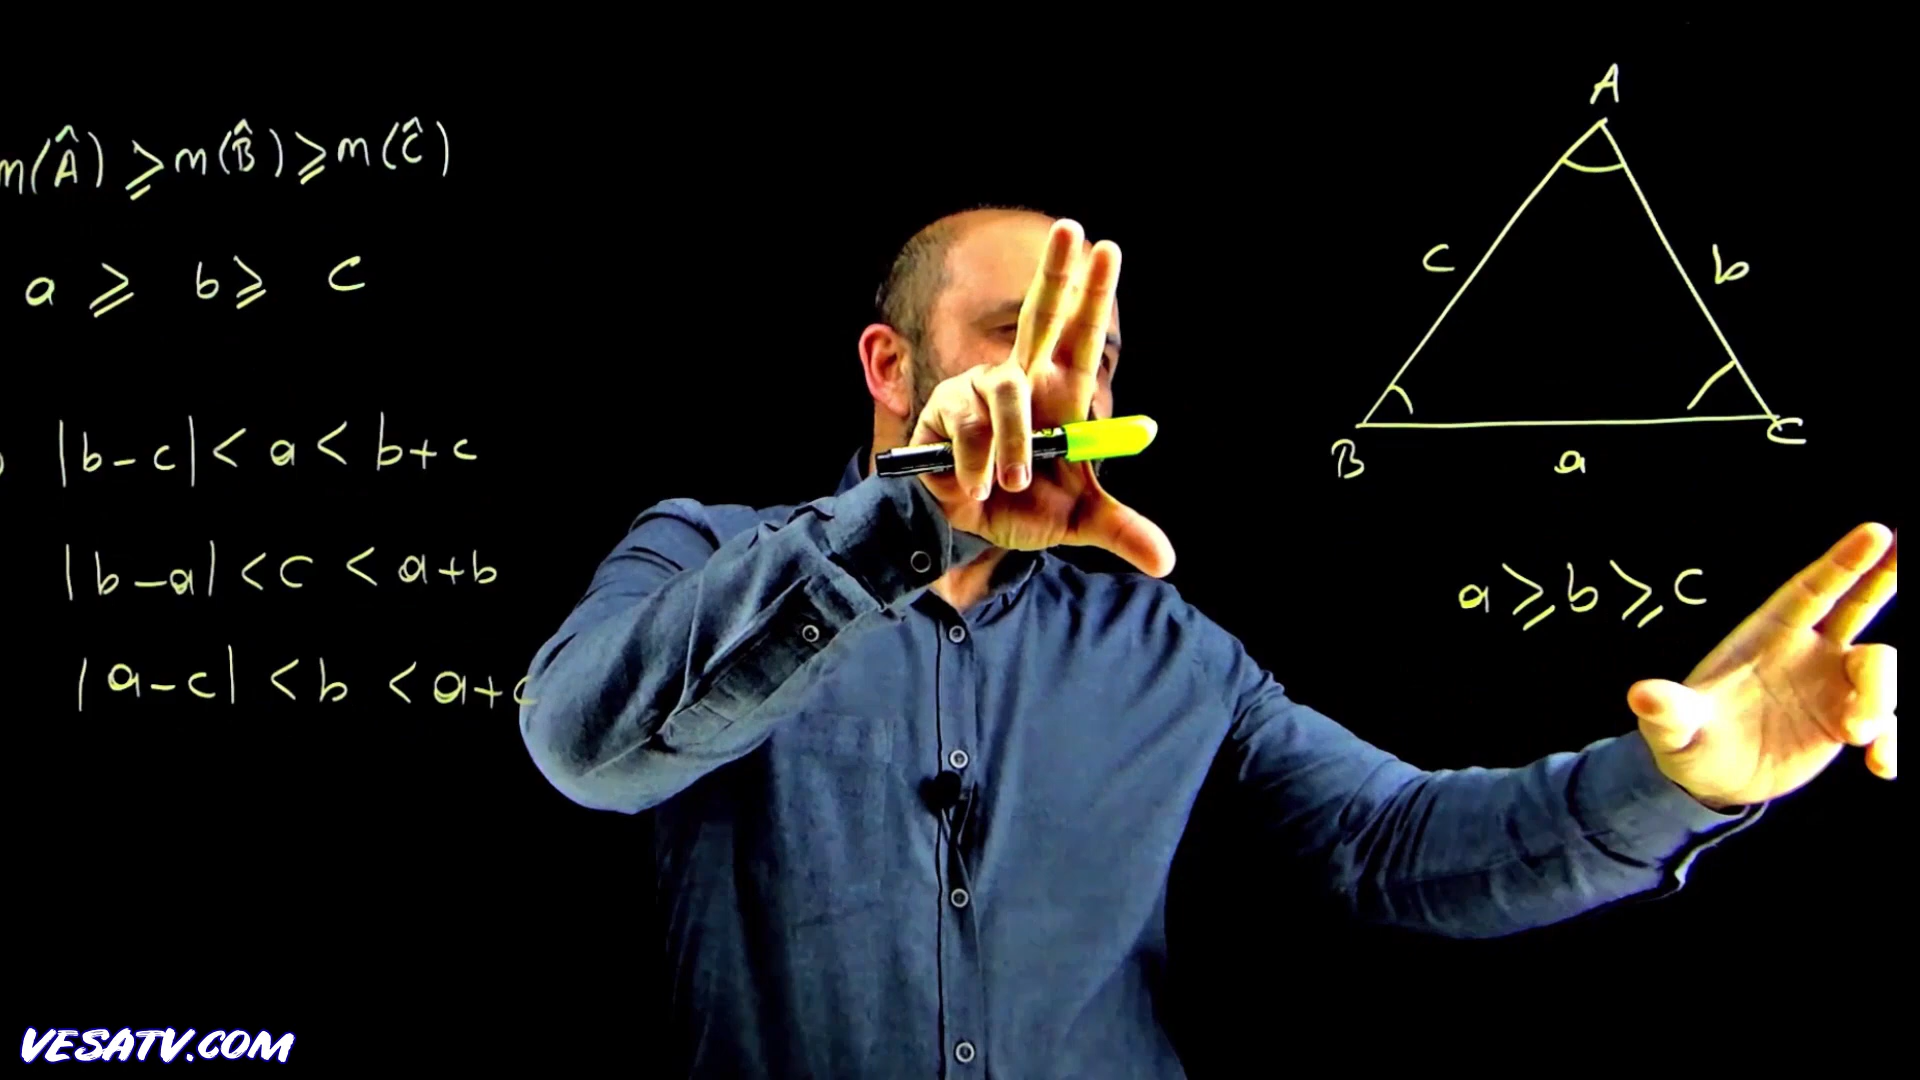 m(Â) ⩾ m(B̂) ⩾ m(Ĉ)
a ⩾ b ⩾ c
|b-c| < a < b+c
|b-a| < c < a+b
|a-c| < b < a+c
A
c
b
B
a
C
a ⩾ b ⩾ c
VESATV.COM